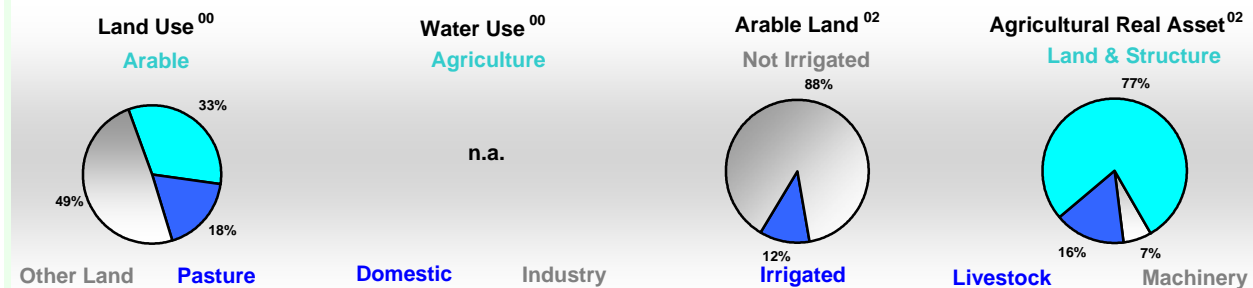 Land Use 00
Arable
33%
49%
18%
Other Land Pasture
Water Use 00
Agriculture
n.a.
Domestic Industry
Arable Land 02
Not Irrigated
88%
12%
Irrigated
Agricultural Real Asset 02
Land & Structure
77%
16%
7%
Livestock Machinery